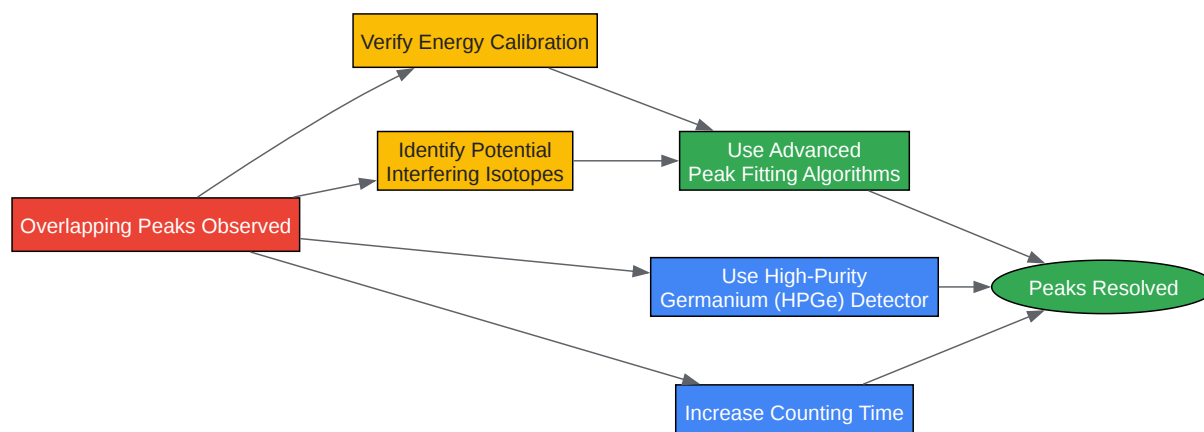 Verify Energy Calibration
Identify Potential
Interfering Isotopes
Use Advanced
Peak Fitting Algorithms
Overlapping Peaks Observed
Use High-Purity
Germanium (HPGe) Detector
Peaks Resolved
Increase Counting Time